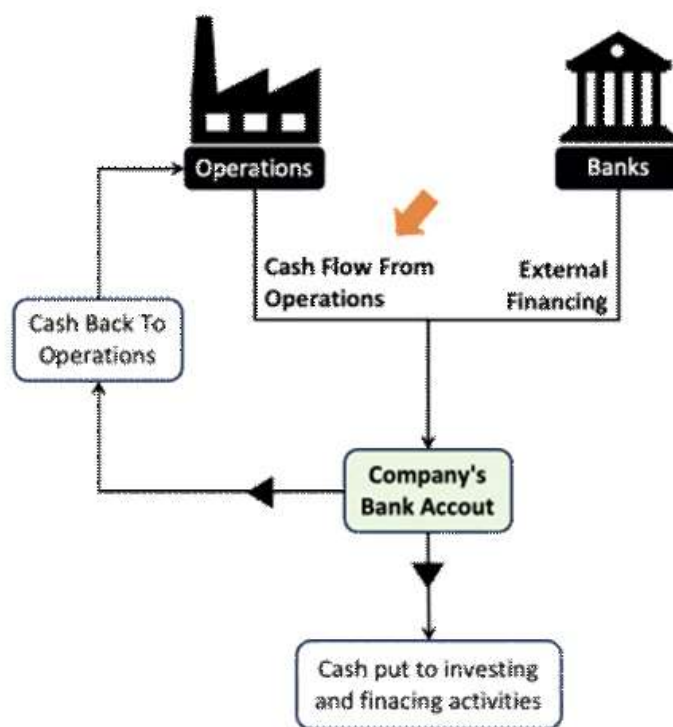 Operations
Banks
Cash Flow From
Operations
External
Financing
Cash Back To
Operations
Company's
Bank Accout
Cash put to investing
and finacing activities